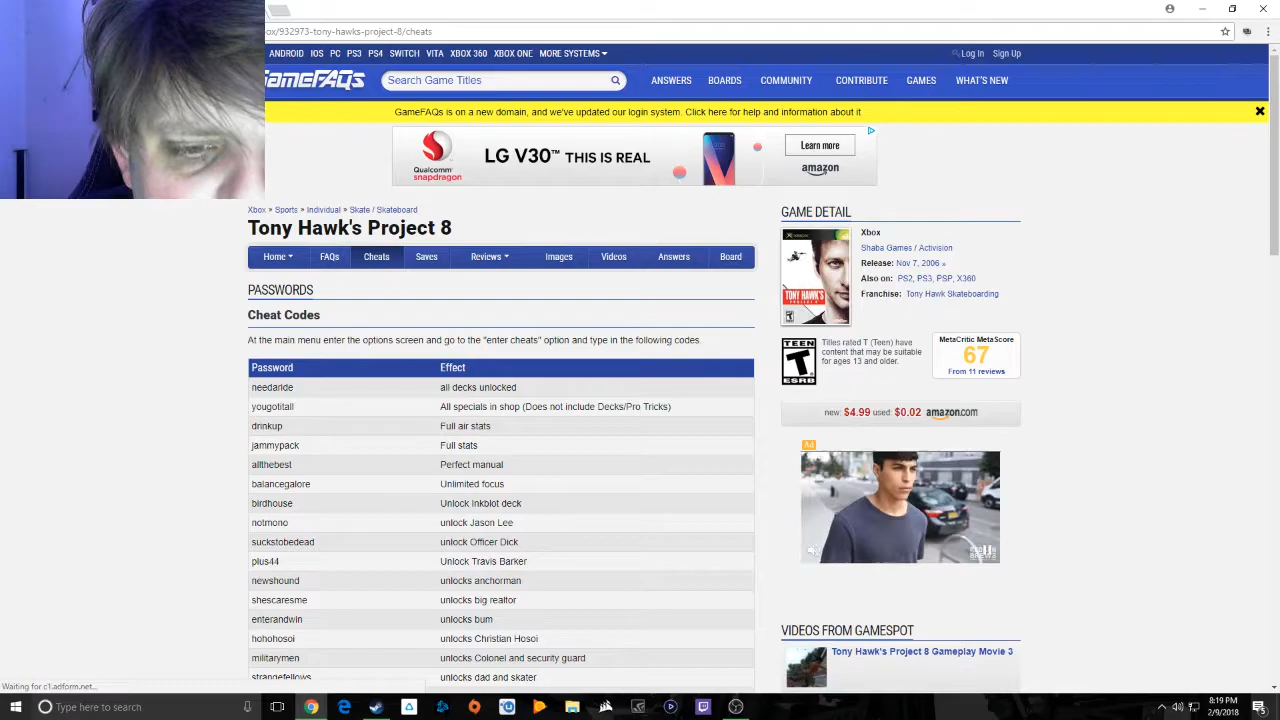 ox/932973-tony-hawks-project-8/cheats
ANDROID IOS PC PS3 PS4 SWITCH VITA XBOX 360 XBOX ONE MORE SYSTEMS
Log In Sign Up
GameFAQs
Search Game Titles
ANSWERS BOARDS COMMUNITY CONTRIBUTE GAMES WHAT'S NEW
GameFAQs is on a new domain, and we've updated our login system. Click here for help and information about it
Qualcomm
snapdragon
LG V30™ THIS IS REAL
Learn more
amazon
Xbox » Sports » Individual » Skate / Skateboard
Tony Hawk's Project 8
Home FAQs Cheats Saves Reviews Images Videos Answers Board
PASSWORDS
Cheat Codes
At the main menu enter the options screen and go to the "enter cheats" option and type in the following codes.
Password Effect
needaride all decks unlocked
yougotitall All specials in shop (Does not include Decks/Pro Tricks)
drinkup Full air stats
jammypack Full stats
allthebest Perfect manual
balancegalore Unlimited focus
birdhouse Unlock Inkblot deck
notmono Unlock Jason Lee
suckstobedead unlock Officer Dick
plus44 Unlock Travis Barker
newshound unlocks anchorman
shescaresme unlocks big realtor
enterandwin unlocks bum
hohohosoi unlocks Christian Hosoi
militarymen unlocks Colonel and security guard
strangefellows unlocks dad and skater
GAME DETAIL
TONY HAWK'S
Xbox
Shaba Games / Activision
Release: Nov 7, 2006 »
Also on: PS2, PS3, PSP, X360
Franchise: Tony Hawk Skateboarding
TEEN
T
ESRB
Titles rated T (Teen) have
content that may be suitable
for ages 13 and older.
MetaCritic MetaScore
67
From 11 reviews
new: $4.99 used: $0.02 amazon.com
Ad
VIDEOS FROM GAMESPOT
Tony Hawk's Project 8 Gameplay Movie 3
Waiting for c1.adform.net...
Type here to search
8:19 PM
2/9/2018